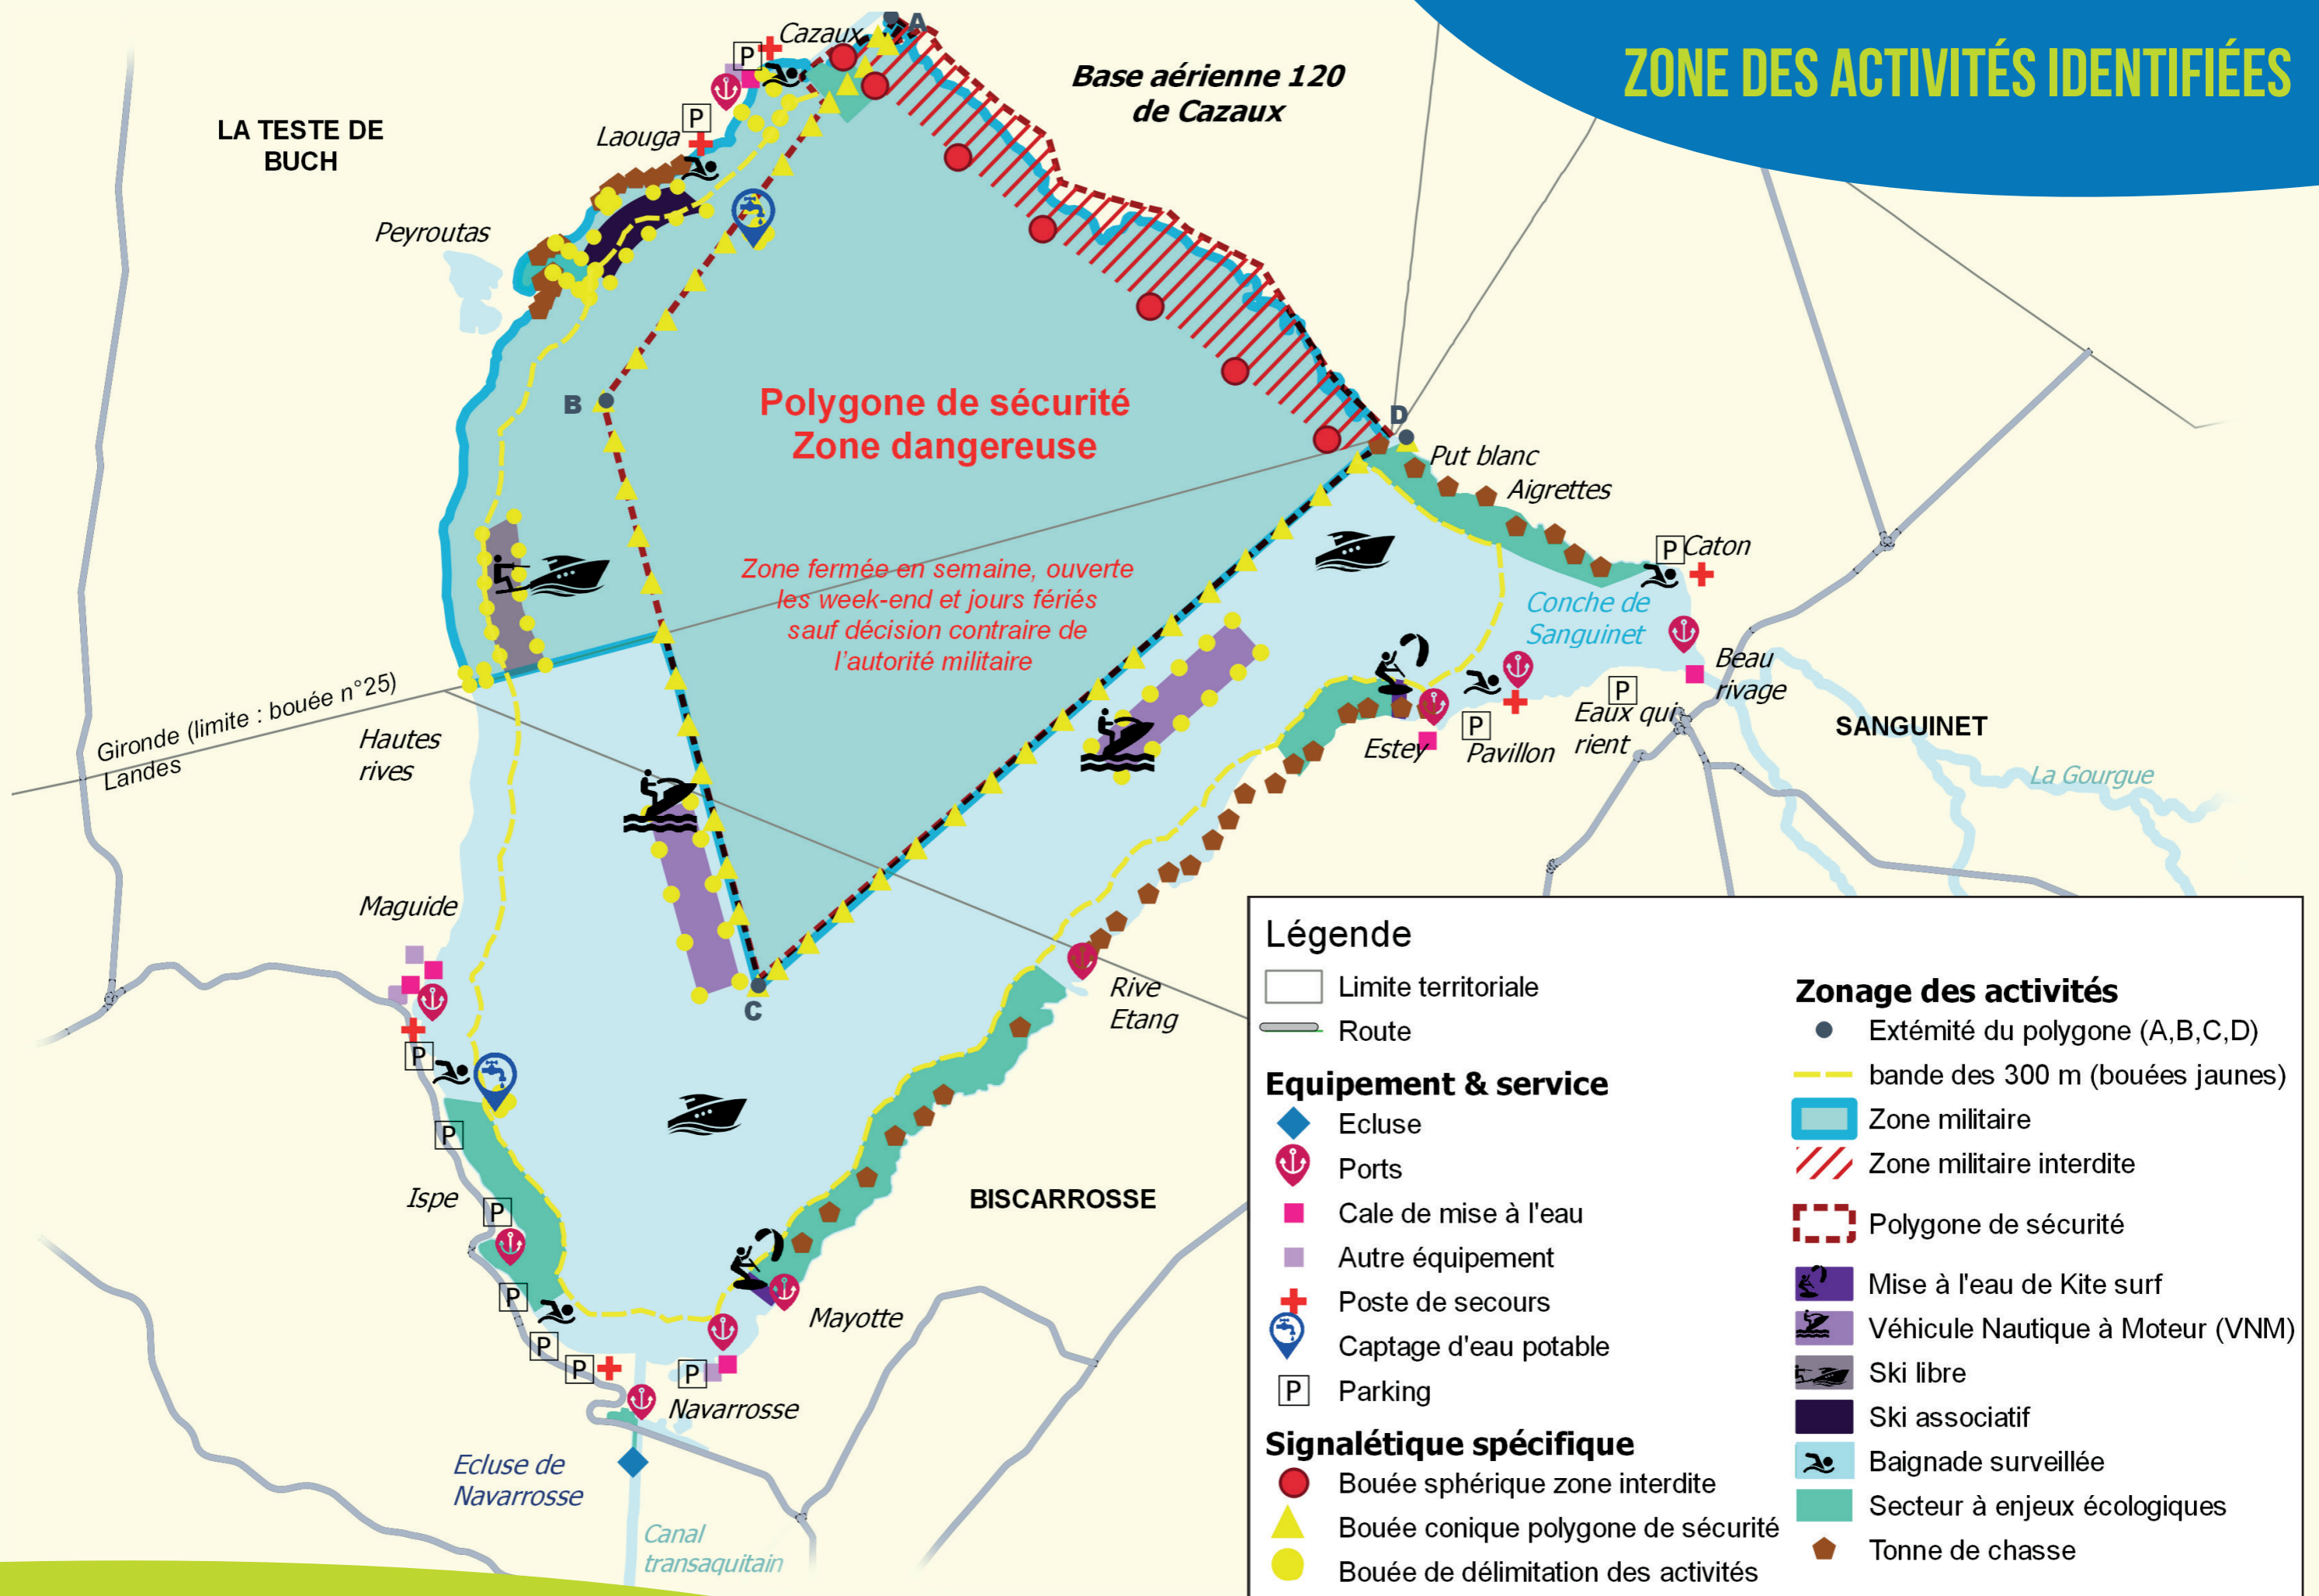 ZONE DES ACTIVITÉS IDENTIFIÉES
A
Cazaux
P
Base aérienne 120
de Cazaux
LA TESTE DE
BUCH
P
Laouga
Peyroutas
B
Polygone de sécurité
Zone dangereuse
D
Put blanc
Aigrettes
Zone fermée en semaine, ouverte
les week-end et jours fériés
sauf décision contraire de
l'autorité militaire
P
Caton
Conche de
Sanguinet
Beau
rivage
P
Eaux qui
rient
SANGUINET
Estey
P
Pavillon
La Gourgue
Gironde (limite : bouée n°25)
Landes
Hautes
rives
Maguide
C
Rive
Etang
P
P
Ispe
P
BISCARROSSE
P
Mayotte
P
P
P
Navarrosse
Ecluse de
Navarrosse
Canal
transaquitain
Légende
Limite territoriale
Route
Equipement & service
Ecluse
Ports
Cale de mise à l'eau
Autre équipement
Poste de secours
Captage d'eau potable
P
Parking
Signalétique spécifique
Bouée sphérique zone interdite
Bouée conique polygone de sécurité
Bouée de délimitation des activités
Zonage des activités
Extémité du polygone (A,B,C,D)
bande des 300 m (bouées jaunes)
Zone militaire
Zone militaire interdite
Polygone de sécurité
Mise à l'eau de Kite surf
Véhicule Nautique à Moteur (VNM)
Ski libre
Ski associatif
Baignade surveillée
Secteur à enjeux écologiques
Tonne de chasse